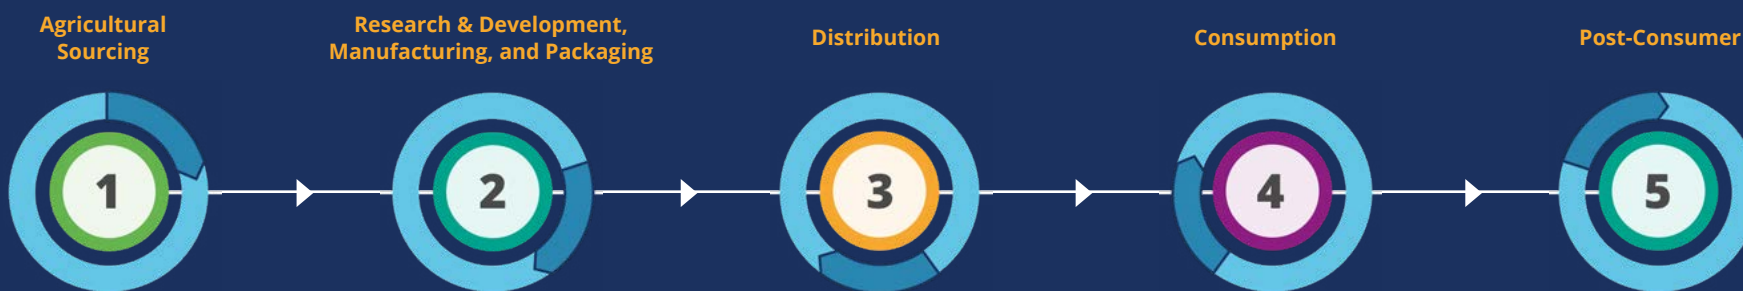 Agricultural
Sourcing
Research & Development,
Manufacturing, and Packaging
Distribution
Consumption
Post-Consumer
1
2
3
4
5